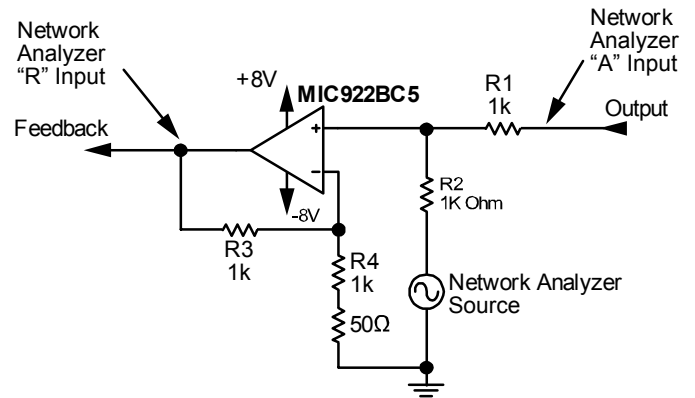 Network
Analyzer
“R” Input
Network
Analyzer
“A” Input
+8V
MIC922BC5
R1
1k
Feedback
Output
+
−
R2
1K Ohm
-8V
R3
1k
R4
1k
Network Analyzer
Source
50Ω